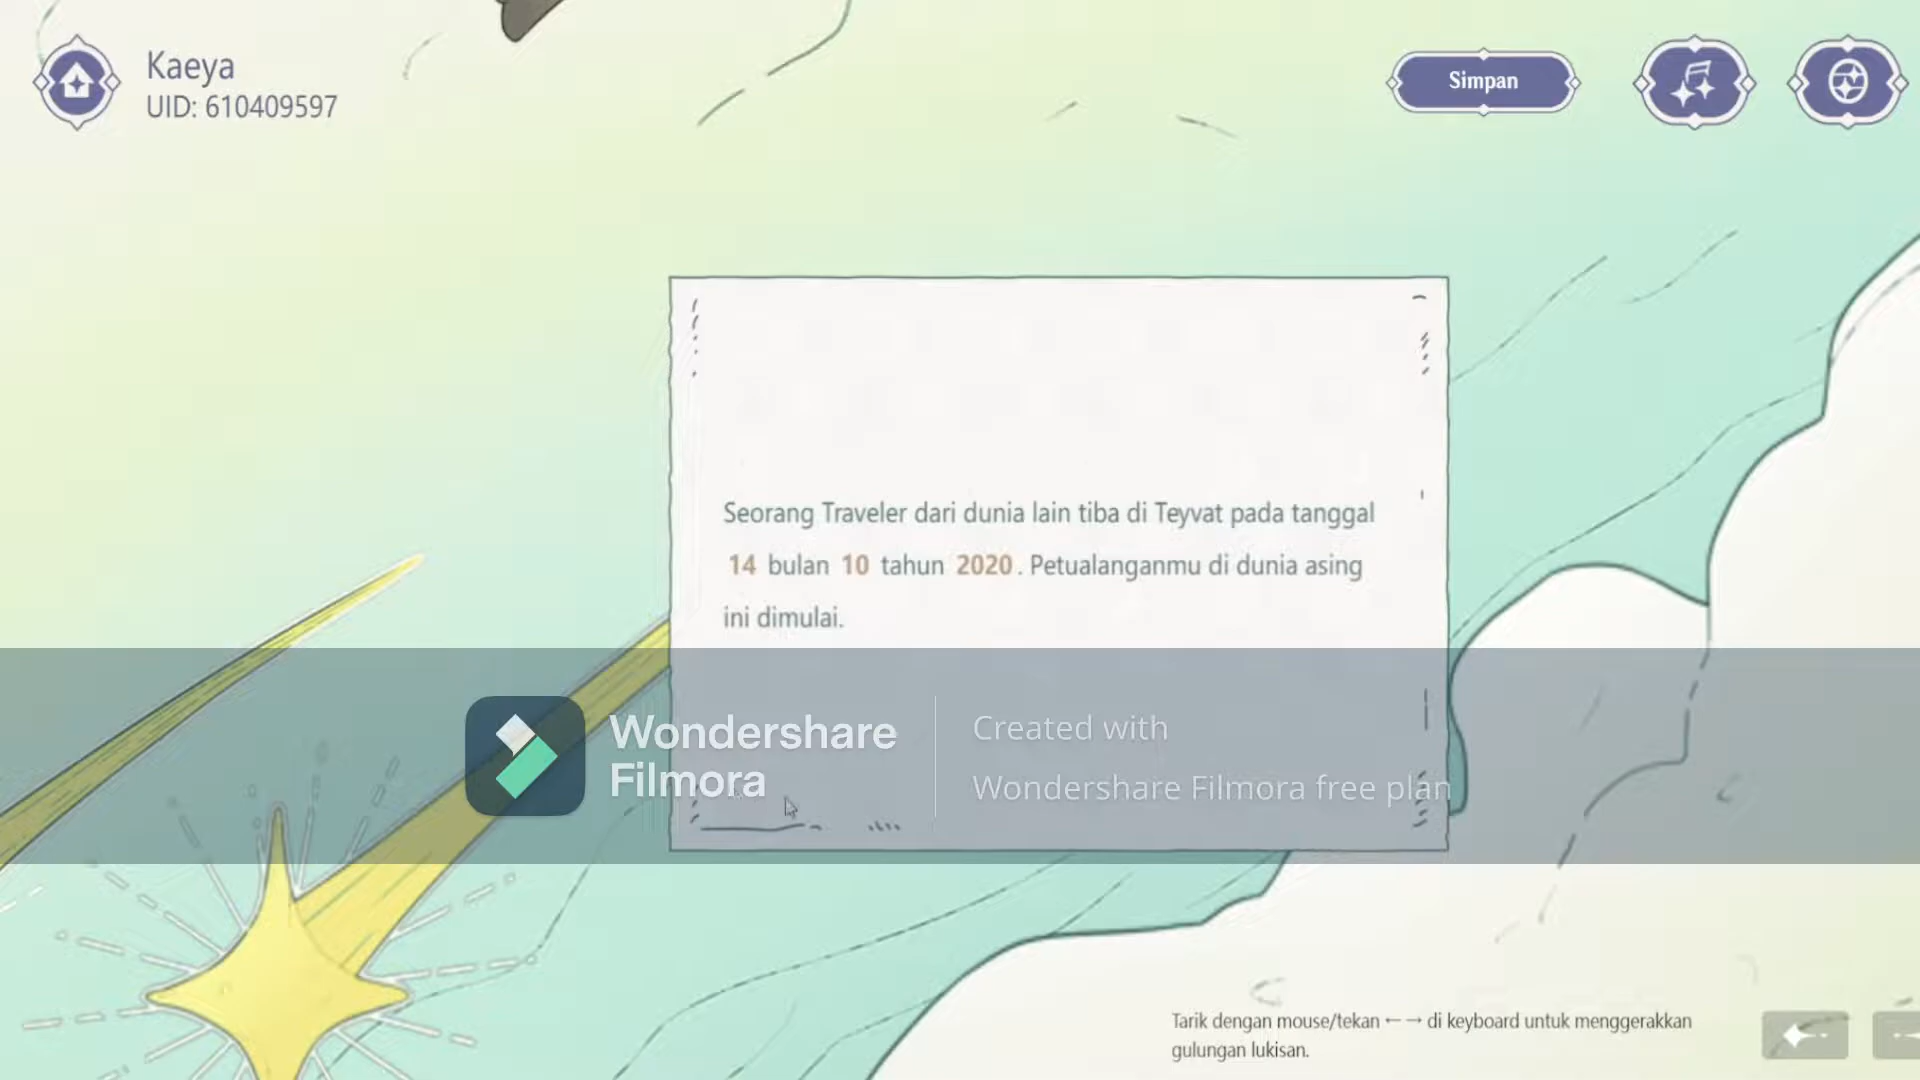 Kaeya
UID: 610409597
Simpan
Seorang Traveler dari dunia lain tiba di Teyvat pada tanggal
14 bulan 10 tahun 2020. Petualanganmu di dunia asing
ini dimulai.
Wondershare
Filmora
Created with
Wondershare Filmora free plan
Tarik dengan mouse/tekan ←→ di keyboard untuk menggerakkan
gulungan lukisan.